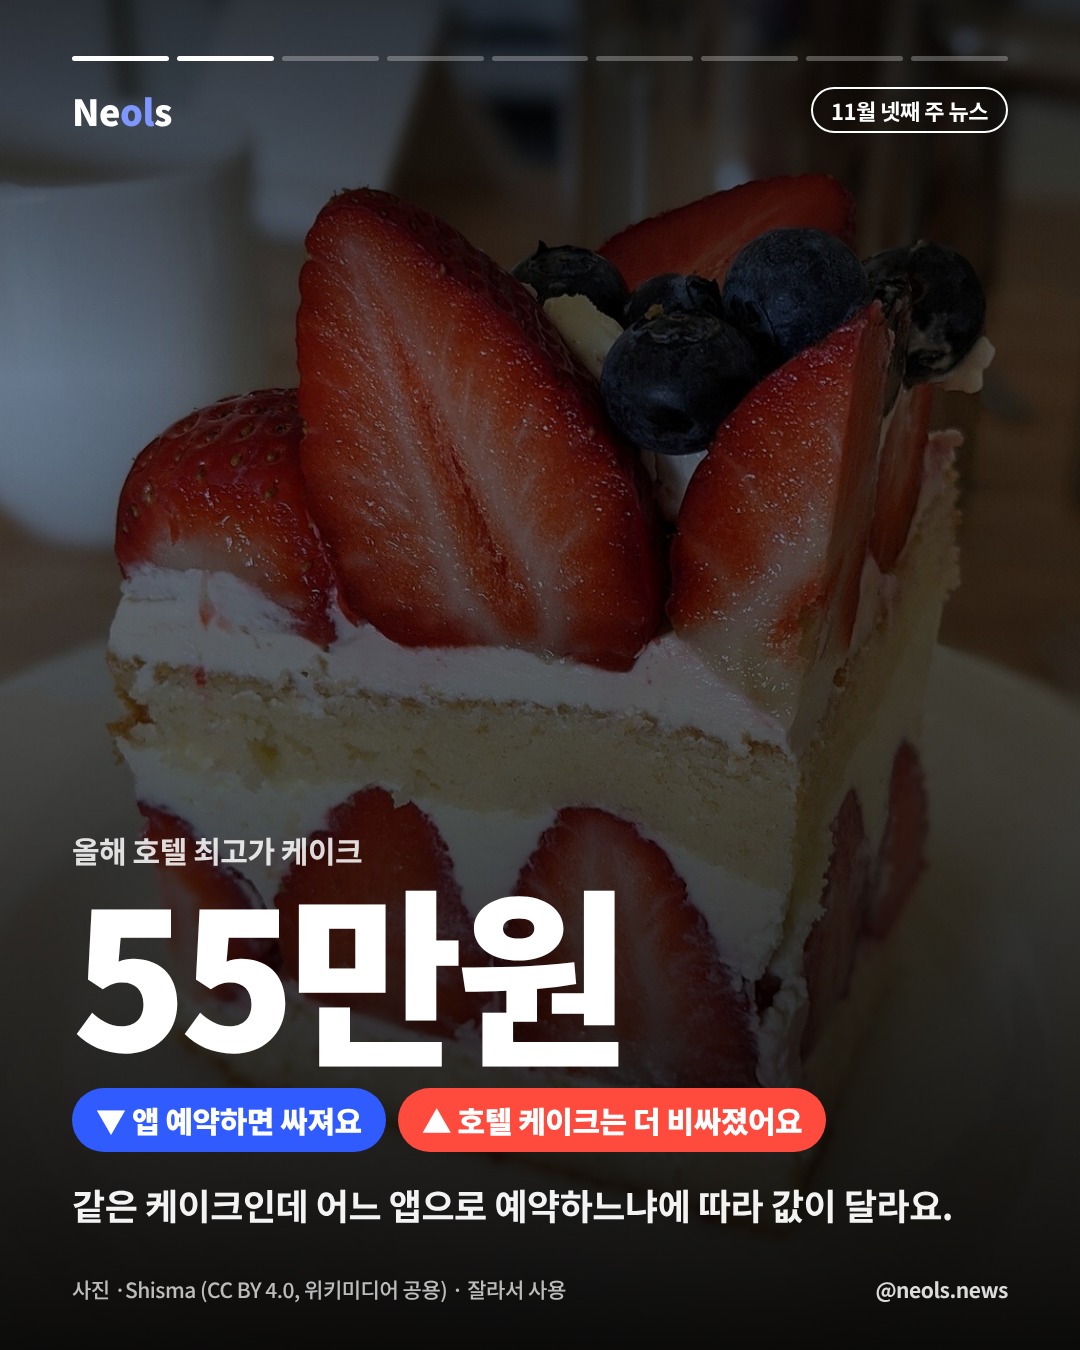 Neols
11월 넷째 주 뉴스
올해 호텔 최고가 케이크
55만원
▼ 앱 예약하면 싸져요
▲ 호텔 케이크는 더 비싸졌어요
같은 케이크인데 어느 앱으로 예약하느냐에 따라 값이 달라요.
사진 · Shisma (CC BY 4.0, 위키미디어 공용) · 잘라서 사용
@neols.news